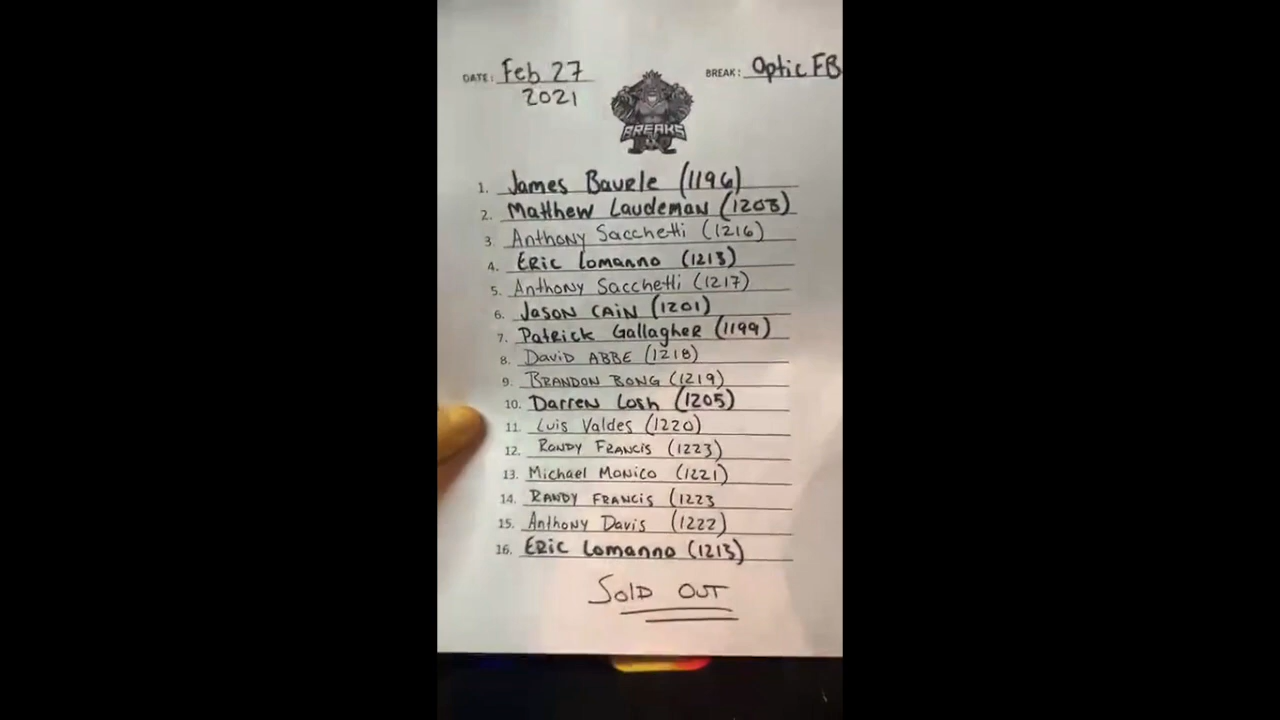 DATE: Feb 27 BREAK: Optic FB
2021
BREAKS
1. James Baurle (1196)
2. Matthew Laudeman (1203)
3. Anthony Sacchetti (1216)
4. Eric Lomanno (1213)
5. Anthony Sacchetti (1217)
6. Jason Cain (1201)
7. Patrick Gallagher (1199)
8. David ABBE (1218)
9. BRANDON BONG (1219)
10. Darren Losh (1205)
11. Luis Valdes (1220)
12. RANDY FRANCIS (1223)
13. Michael Monico (1221)
14. RANDY FRANCIS (1223
15. Anthony Davis (1222)
16. Eric Lomanno (1213)
SOLD OUT